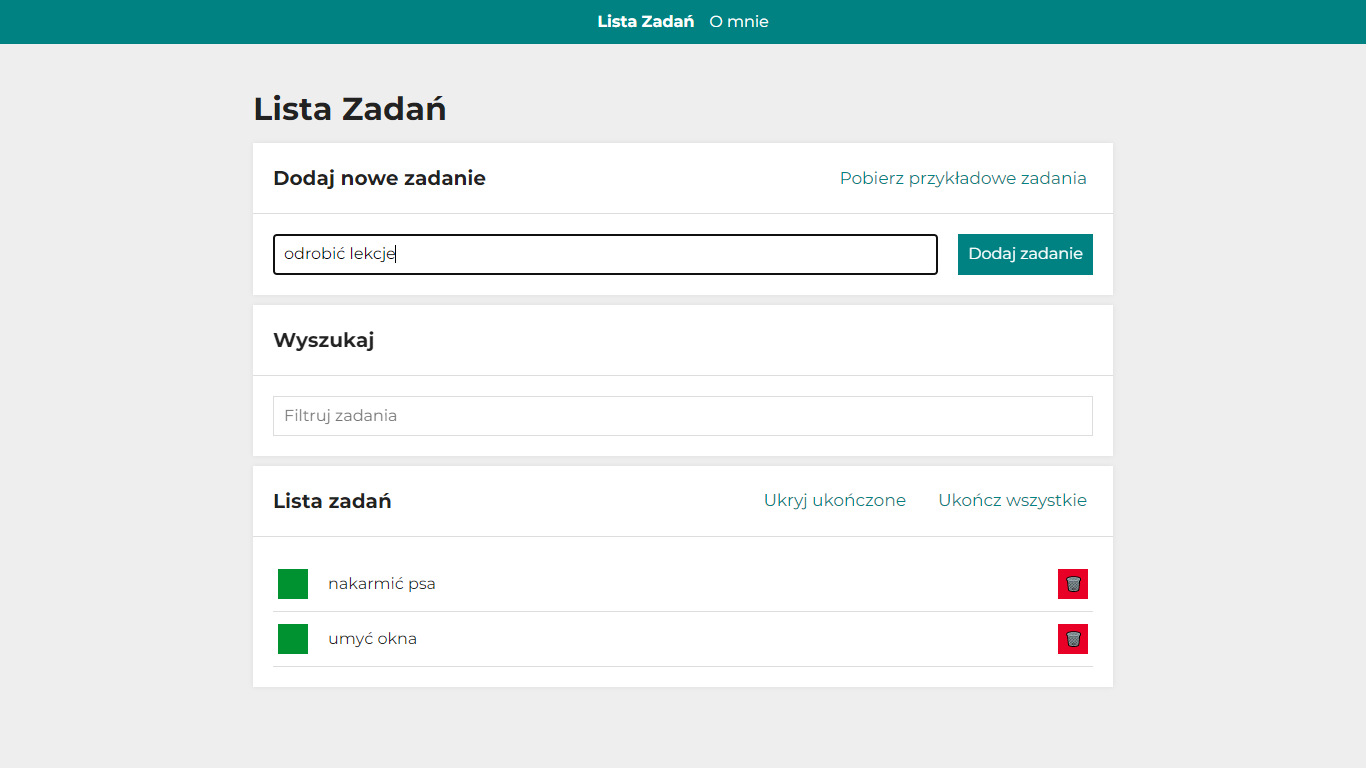 Lista Zadań O mnie
Lista Zadań
Dodaj nowe zadanie Pobierz przykładowe zadania
odrobić lekcje Dodaj zadanie
Wyszukaj
Filtruj zadania
Lista zadań Ukryj ukończone Ukończ wszystkie
nakarmić psa
umyć okna